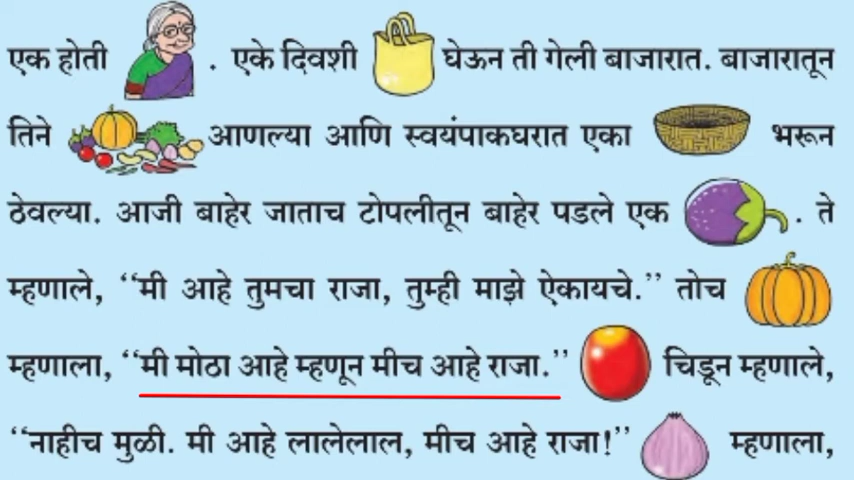 एक होती . एके दिवशी घेऊन ती गेली बाजारात. बाजारातून
तिने आणल्या आणि स्वयंपाकघरात एका भरून
ठेवल्या. आजी बाहेर जाताच टोपलीतून बाहेर पडले एक . ते
म्हणाले, “मी आहे तुमचा राजा, तुम्ही माझे ऐकायचे.” तोच
म्हणाला, “मी मोठा आहे म्हणून मीच आहे राजा.” चिडून म्हणाले,
“नाहीच मुळी. मी आहे लालेलाल, मीच आहे राजा!” म्हणाला,